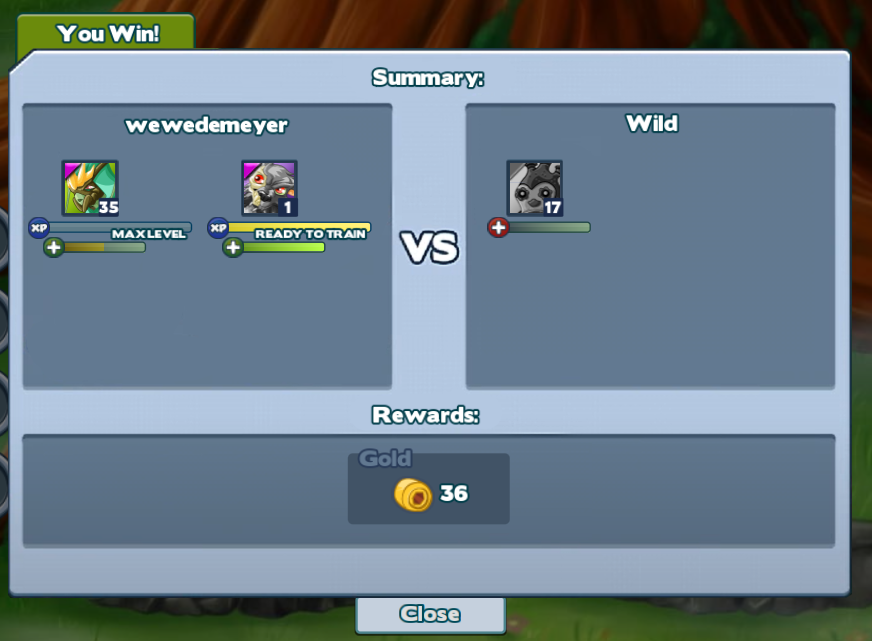 You Win!
Summary:
wewedemeyer
Wild
35
1
17
XP
MAX LEVEL
XP
READY TO TRAIN
VS
Rewards:
Gold
36
Close